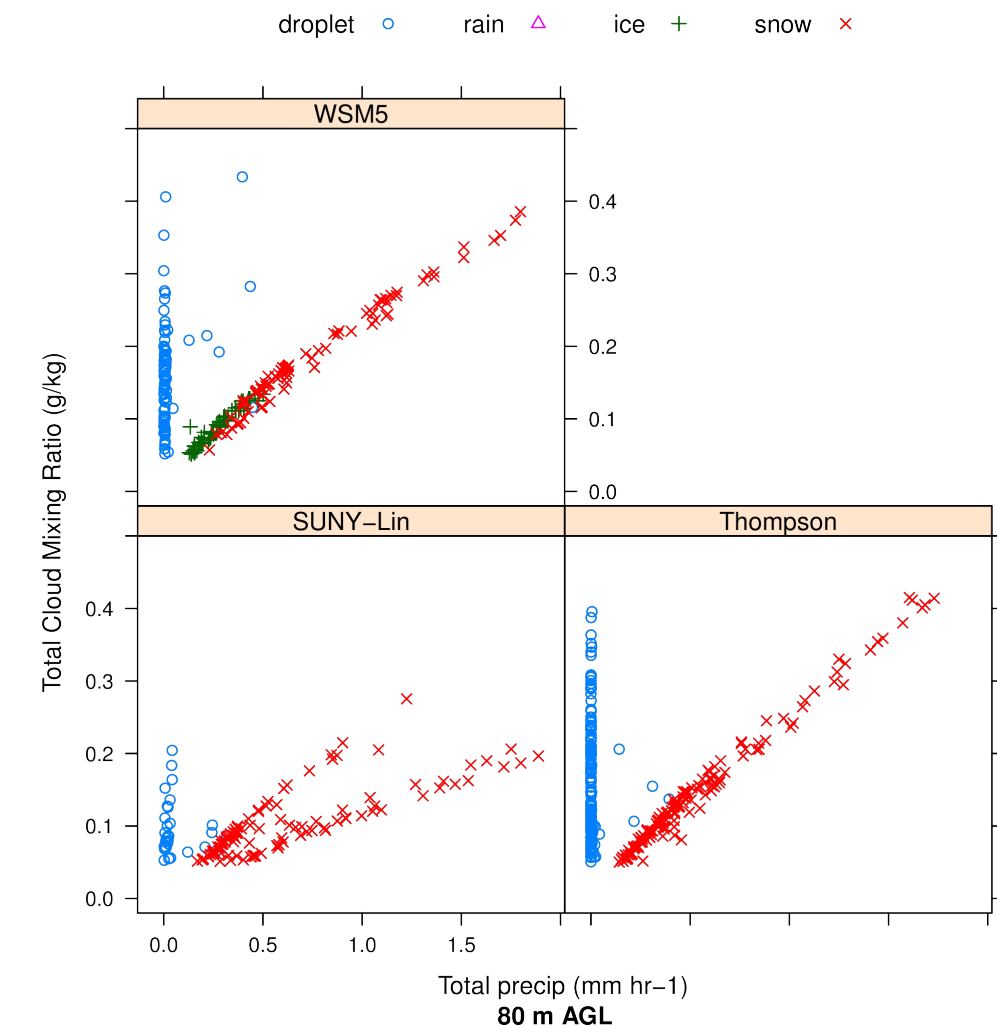 droplet rain ice snow
WSM5
0.4
0.3
0.2
0.1
0.0
Total Cloud Mixing Ratio (g/kg)
SUNY−Lin Thompson
0.4
0.3
0.2
0.1
0.0
0.0 0.5 1.0 1.5
Total precip (mm hr−1)
80 m AGL